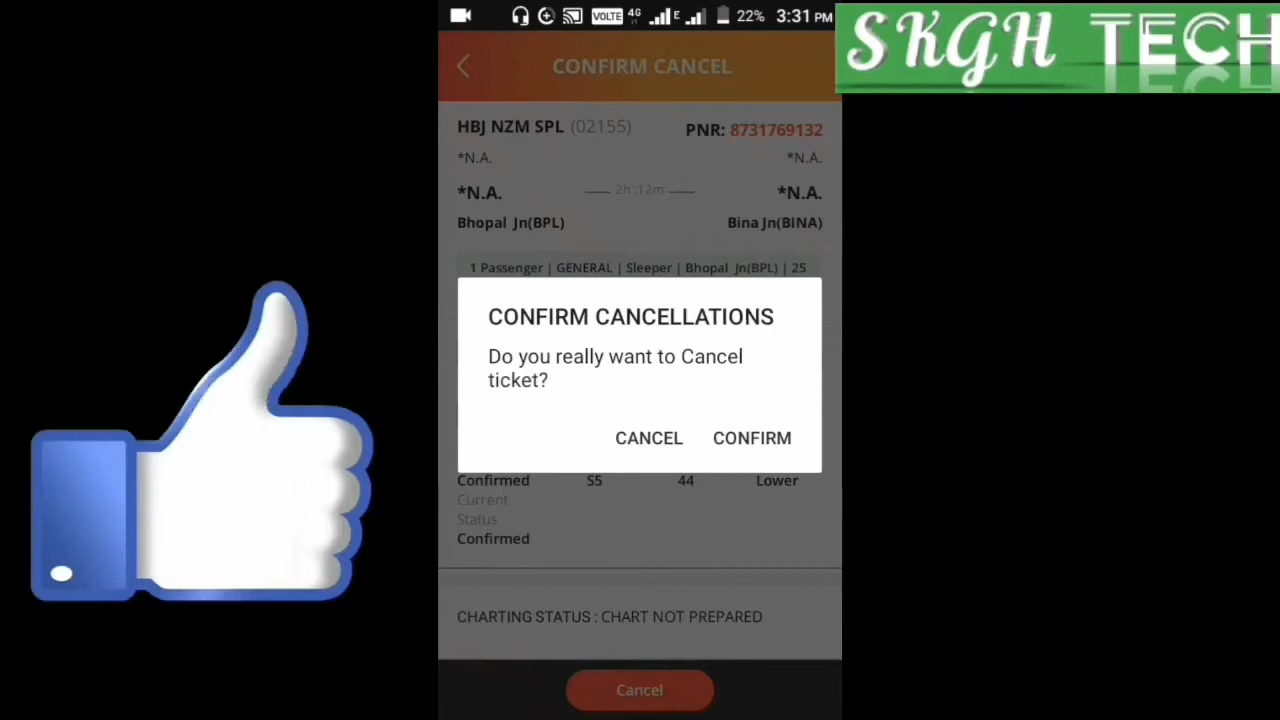 VOLTE 4G E 22% 3:31 PM
SKGH TECH
CONFIRM CANCEL
HBJ NZM SPL (02155) PNR: 8731769132
*N.A. *N.A.
*N.A. 2h :12m *N.A.
Bhopal Jn(BPL) Bina Jn(BINA)
1 Passenger | GENERAL | Sleeper | Bhopal Jn(BPL) | 25
CONFIRM CANCELLATIONS
Do you really want to Cancel
ticket?
CANCEL CONFIRM
Confirmed S5 44 Lower
Current
Status
Confirmed
CHARTING STATUS : CHART NOT PREPARED
Cancel